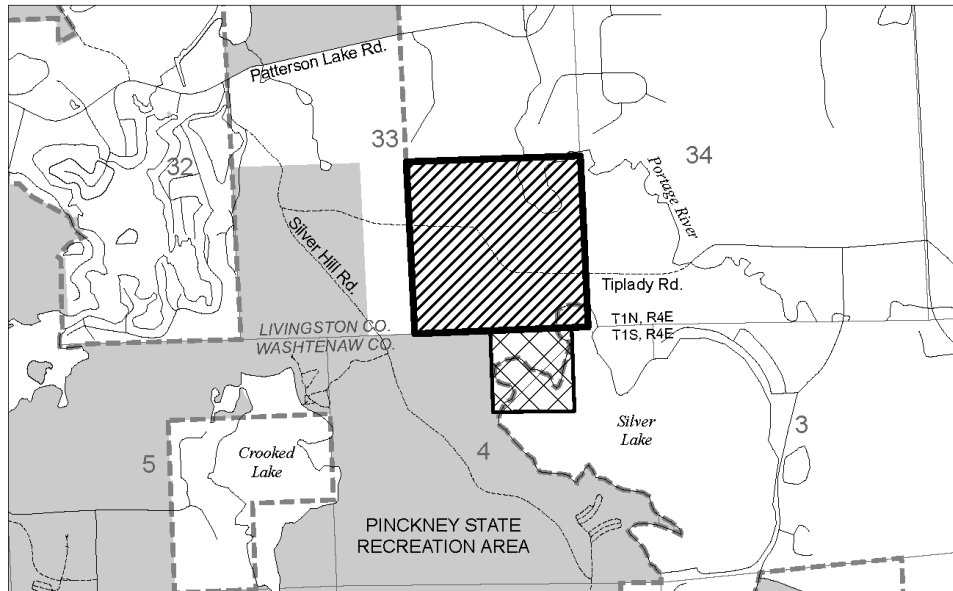 Patterson Lake Rd.
33
34
32
Portage River
Silver Hill Rd.
Tiplady Rd.
T1N, R4E
LIVINGSTON CO.
T1S, R4E
WASHTENAW CO.
Silver
Lake
3
4
5
Crooked
Lake
PINCKNEY STATE
RECREATION AREA